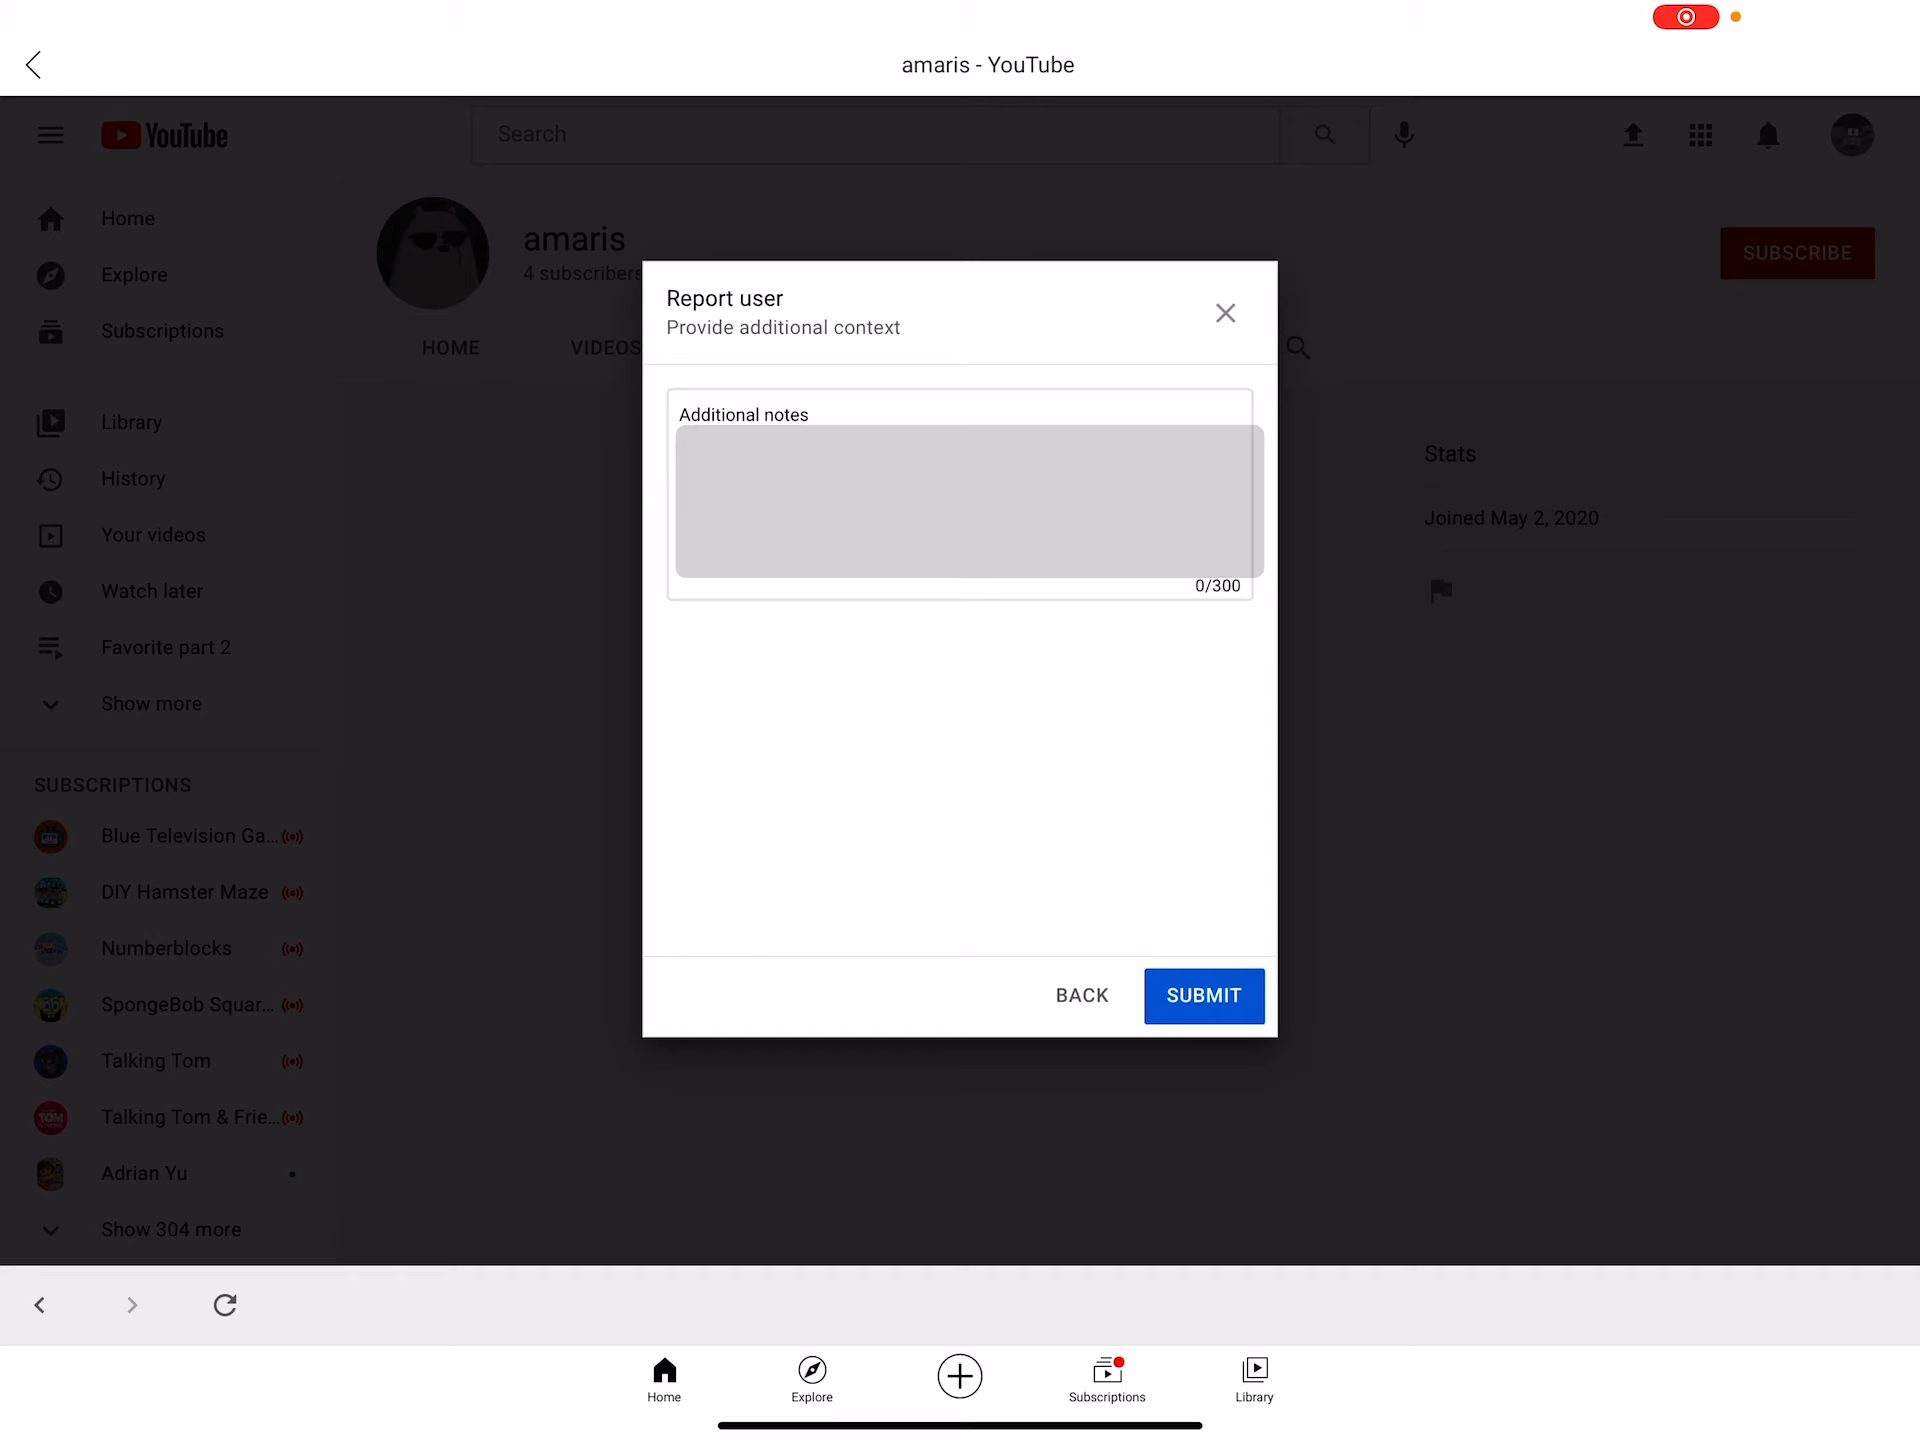 amaris - YouTube
YouTube
Search
Home
Explore
Subscriptions
Library
History
Your videos
Watch later
Favorite part 2
Show more
SUBSCRIPTIONS
Blue Television Ga...
DIY Hamster Maze
Numberblocks
SpongeBob Squar...
Talking Tom
TOM
Talking Tom & Frie...
Adrian Yu
Show 304 more
amaris
4 subscribers
SUBSCRIBE
HOME
VIDEOS
Report user
Provide additional context
Additional notes
0/300
BACK
SUBMIT
Stats
Joined May 2, 2020
Home
Explore
Subscriptions
Library